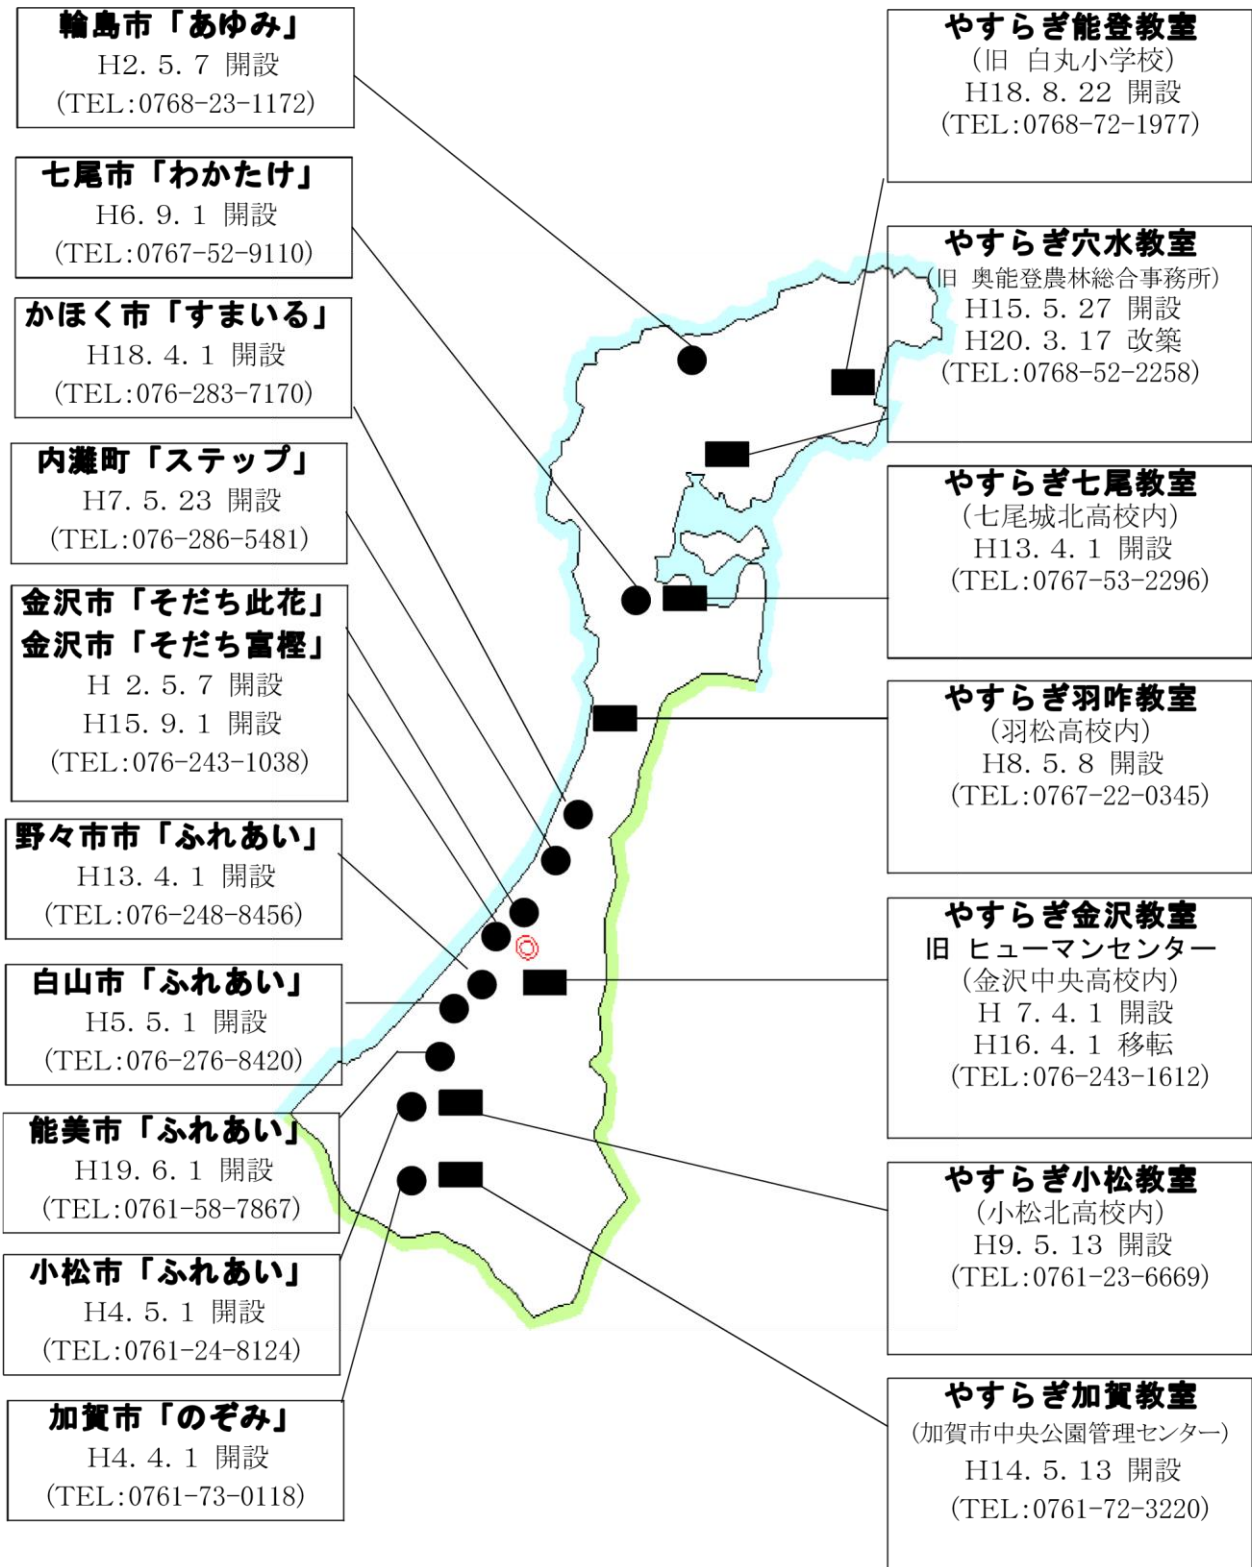 輪島市「あゆみ」
H2. 5. 7 開設
(TEL:0768-23-1172)
七尾市「わかたけ」
H6. 9. 1 開設
(TEL:0767-52-9110)
かほく市「すまいる」
H18. 4. 1 開設
(TEL:076-283-7170)
内灘町「ステップ」
H7. 5. 23 開設
(TEL:076-286-5481)
金沢市「そだち此花」
金沢市「そだち富樫」
H 2. 5. 7 開設
H15. 9. 1 開設
(TEL:076-243-1038)
野々市市「ふれあい」
H13. 4. 1 開設
(TEL:076-248-8456)
白山市「ふれあい」
H5. 5. 1 開設
(TEL:076-276-8420)
能美市「ふれあい」
H19. 6. 1 開設
(TEL:0761-58-7867)
小松市「ふれあい」
H4. 5. 1 開設
(TEL:0761-24-8124)
加賀市「のぞみ」
H4. 4. 1 開設
(TEL:0761-73-0118)
やすらぎ能登教室
(旧 白丸小学校)
H18. 8. 22 開設
(TEL:0768-72-1977)
やすらぎ穴水教室
(旧 奥能登農林総合事務所)
H15. 5. 27 開設
H20. 3. 17 改築
(TEL:0768-52-2258)
やすらぎ七尾教室
(七尾城北高校内)
H13. 4. 1 開設
(TEL:0767-53-2296)
やすらぎ羽咋教室
(羽松高校内)
H8. 5. 8 開設
(TEL:0767-22-0345)
やすらぎ金沢教室
旧 ヒューマンセンター
(金沢中央高校内)
H 7. 4. 1 開設
H16. 4. 1 移転
(TEL:076-243-1612)
やすらぎ小松教室
(小松北高校内)
H9. 5. 13 開設
(TEL:0761-23-6669)
やすらぎ加賀教室
(加賀市中央公園管理センター)
H14. 5. 13 開設
(TEL:0761-72-3220)